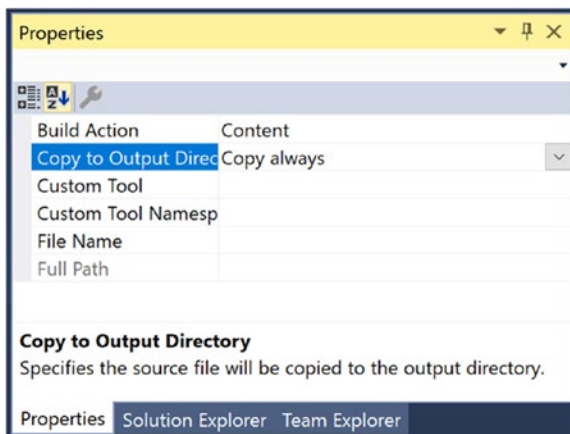 Properties
Build Action Content
Copy to Output Direc Copy always
Custom Tool
Custom Tool Namesp
File Name
Full Path
Copy to Output Directory
Specifies the source file will be copied to the output directory.
Properties Solution Explorer Team Explorer